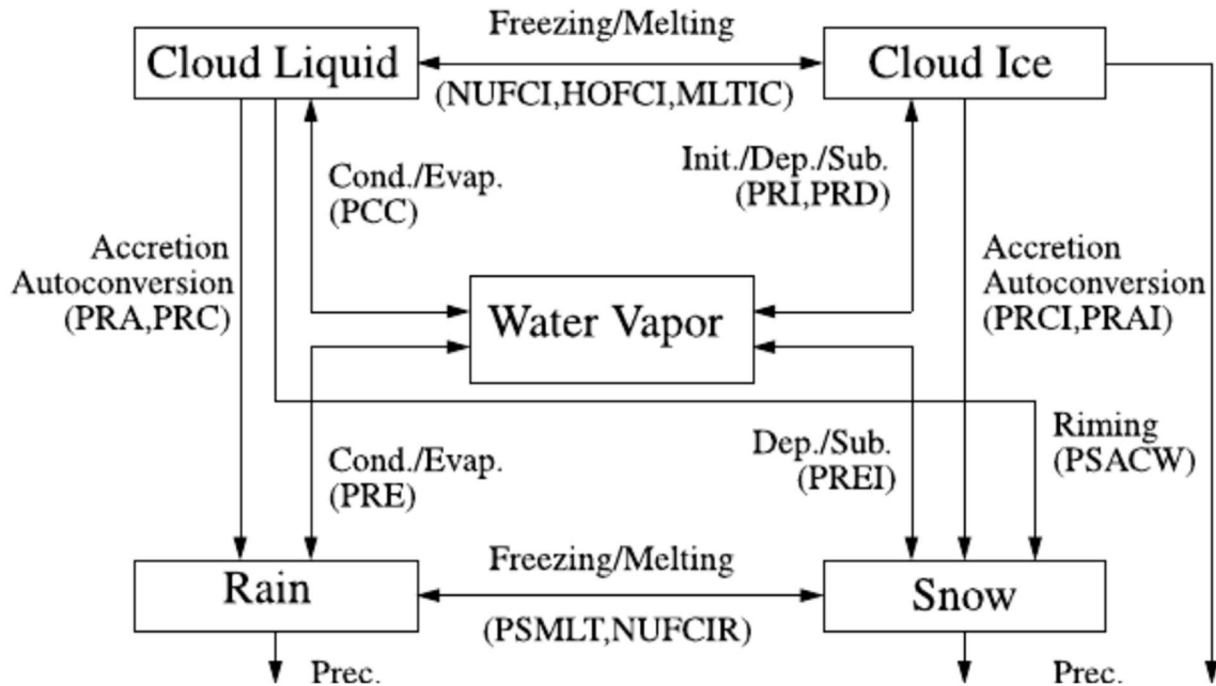 Freezing/Melting
Cloud Liquid
Cloud Ice
(NUFCI,HOFCI,MLTIC)
Cond./Evap.
(PCC)
Init./Dep./Sub.
(PRI,PRD)
Accretion
Autoconversion
(PRA,PRC)
Water Vapor
Accretion
Autoconversion
(PRCI,PRAI)
Cond./Evap.
(PRE)
Dep./Sub.
(PREI)
Riming
(PSACW)
Freezing/Melting
Rain
Snow
(PSMLT,NUFCIR)
Prec.
Prec.